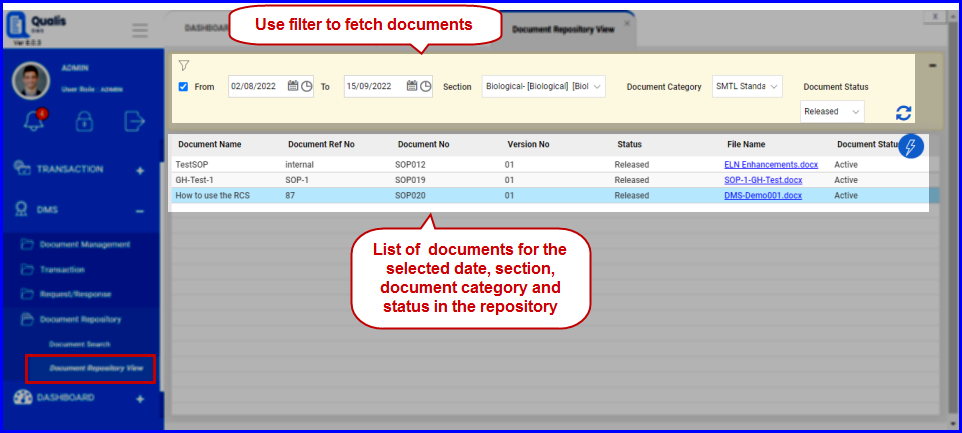 Qualis
DMS
Ver 8.0.3
ADMIN
User Role : ADMIN
4
TRANSACTION
DMS
Document Management
Transaction
Request/Response
Document Repository
Document Search
Document Repository View
DASHBOARD
DASHBOAR
Use filter to fetch documents
Document Repository View
X
From 02/08/2022 To 15/09/2022 Section Biological- [Biological] [Biol Document Category SMTL Standa Document Status
Released
Document Name Document Ref No Document No Version No Status File Name Document Statu
TestSOP internal SOP012 01 Released ELN Enhancements.docx Active
GH-Test-1 SOP-1 SOP019 01 Released SOP-1-GH-Test.docx Active
How to use the RCS 87 SOP020 01 Released DMS-Demo001.docx Active
List of documents for the
selected date, section,
document category and
status in the repository